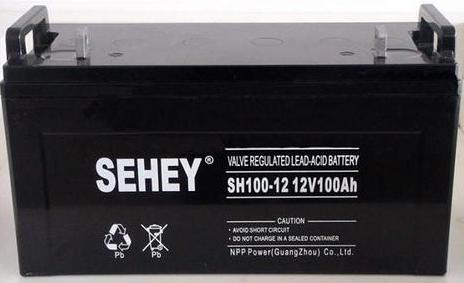 SEHEY®
VALVE REGULATED LEAD-ACID BATTERY
SH100-12 12V100Ah
CAUTION
• AVOID SHORT CIRCUIT
• DO NOT CHARGE IN A SEALED CONTAINER
NPP Power(GuangZhou) Co.,Ltd.
Pb
Pb